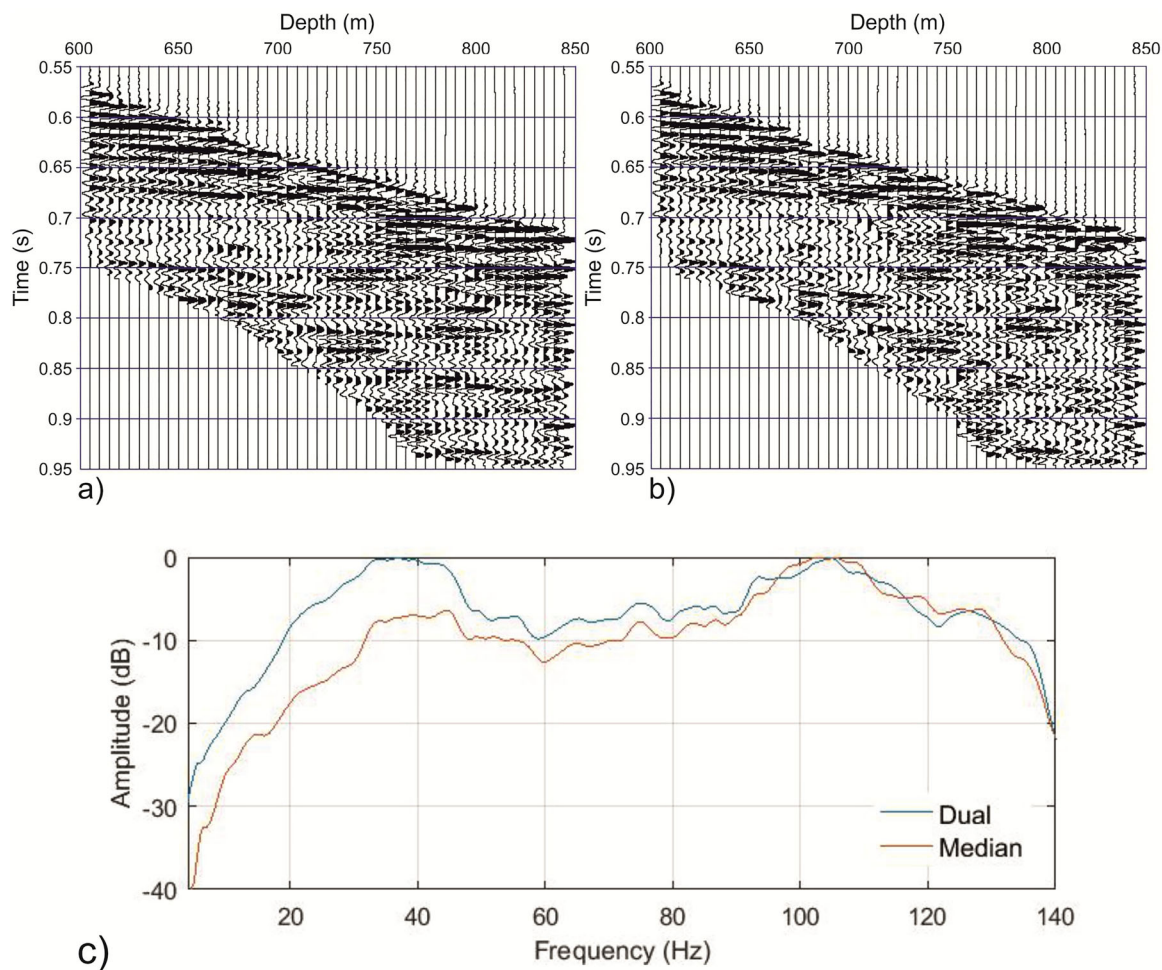 Depth (m)
600 650 700 750 800 850
0.55
0.6
0.65
0.7
0.75
0.8
0.85
0.9
0.95
Time (s)
a)
Depth (m)
600 650 700 750 800 850
0.55
0.6
0.65
0.7
0.75
0.8
0.85
0.9
0.95
Time (s)
b)
0
-10
-20
-30
-40
Amplitude (dB)
Dual
Median
20 40 60 80 100 120 140
Frequency (Hz)
c)